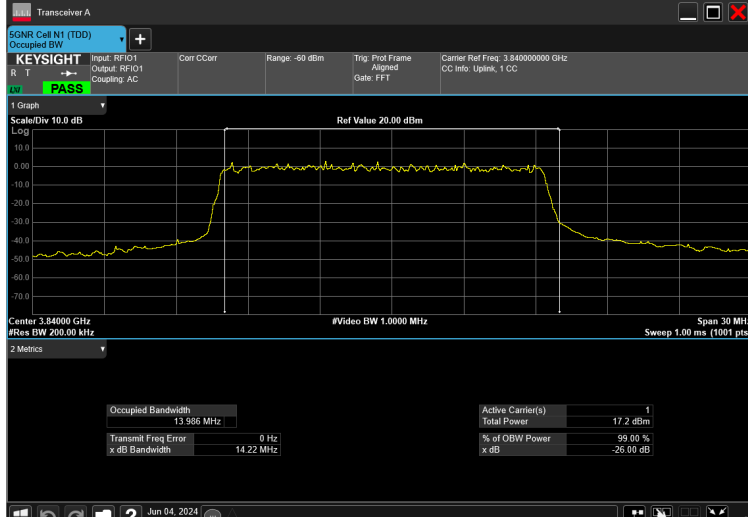 Transceiver A
5GNR Cell N1 (TDD)
Occupied BW
KEYSIGHT
R T
LXI
PASS
Input: RFIO1
Output: RFIO1
Coupling: AC
Corr CCorr
Range: -60 dBm
Trig: Prot Frame
Aligned
Gate: FFT
Carrier Ref Freq: 3.840000000 GHz
CC Info: Uplink, 1 CC
1 Graph
Scale/Div 10.0 dB
Ref Value 20.00 dBm
Log
10.0
0.00
-10.0
-20.0
-30.0
-40.0
-50.0
-60.0
-70.0
Center 3.84000 GHz
#Video BW 1.0000 MHz
Span 30 MHz
#Res BW 200.00 kHz
Sweep 1.00 ms (1001 pts
2 Metrics
Occupied Bandwidth
13.986 MHz
Transmit Freq Error 0 Hz
x dB Bandwidth 14.22 MHz
Active Carrier(s) 1
Total Power 17.2 dBm
% of OBW Power 99.00 %
x dB -26.00 dB
?
Jun 04, 2024